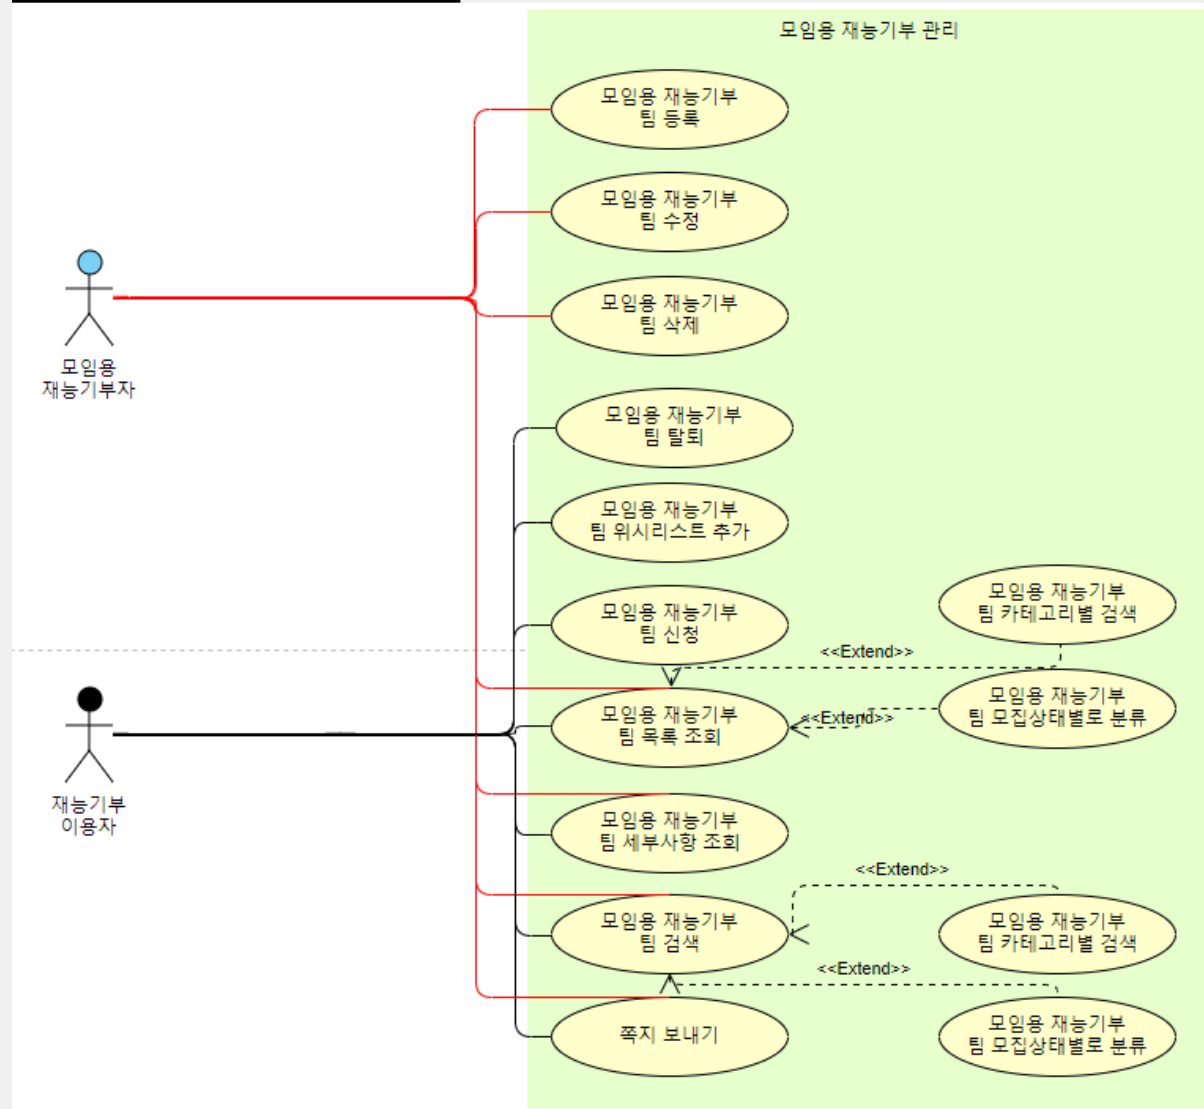 모임용 재능기부 관리
모임용 재능기부
팀 등록
모임용 재능기부
팀 수정
모임용 재능기부
팀 삭제
모임용
재능기부자
모임용 재능기부
팀 탈퇴
모임용 재능기부
팀 위시리스트 추가
모임용 재능기부
팀 신청
모임용 재능기부
팀 카테고리별 검색
<<Extend>>
모임용 재능기부
팀 목록 조회
<<Extend>>
모임용 재능기부
팀 모집상태별로 분류
재능기부
이용자
모임용 재능기부
팀 세부사항 조회
<<Extend>>
모임용 재능기부
팀 검색
모임용 재능기부
팀 카테고리별 검색
<<Extend>>
쪽지 보내기
모임용 재능기부
팀 모집상태별로 분류